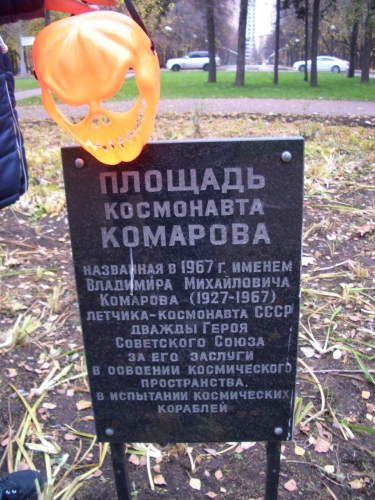 ПЛОЩАДЬ
КОСМОНАВТА
КОМАРОВА
НАЗВАННАЯ В 1967 Г. ИМЕНЕМ
ВЛАДИМИРА МИХАЙЛОВИЧА
КОМАРОВА (1927-1967)
ЛЕТЧИКА-КОСМОНАВТА СССР
ДВАЖДЫ ГЕРОЯ
СОВЕТСКОГО СОЮЗА
ЗА ЕГО ЗАСЛУГИ
В ОСВОЕНИИ КОСМИЧЕСКОГО
ПРОСТРАНСТВА,
В ИСПЫТАНИИ КОСМИЧЕСКИХ
КОРАБЛЕЙ